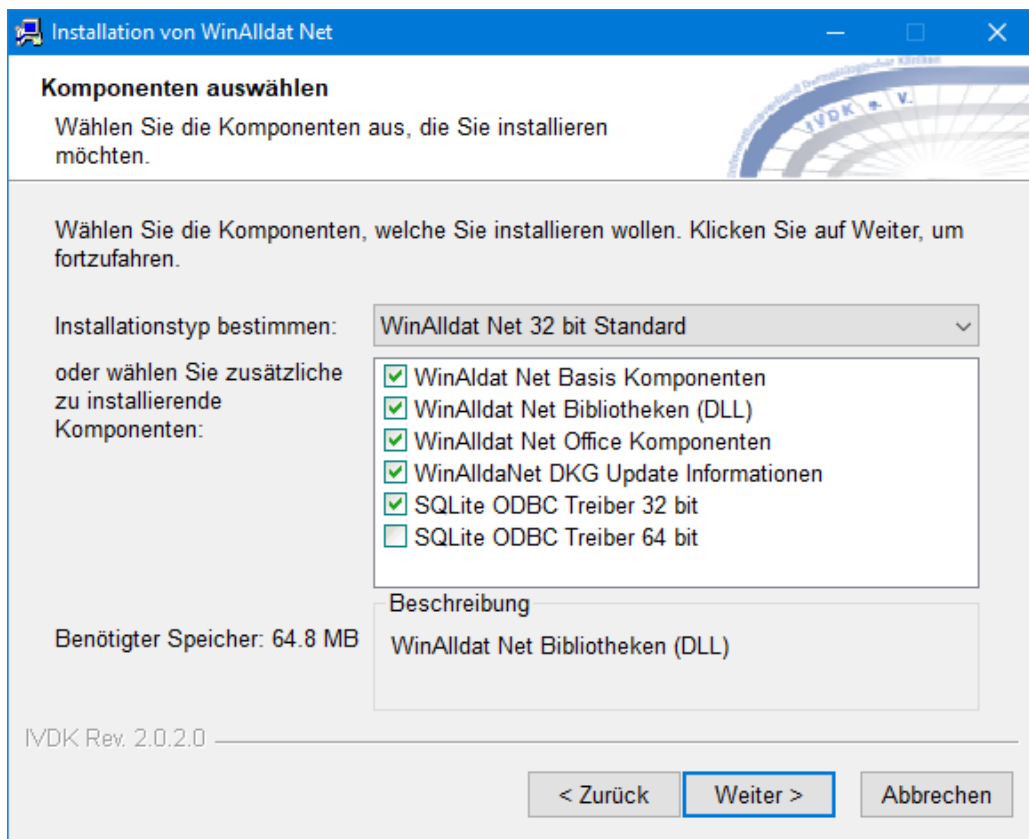 Installation von WinAlldat Net
Komponenten auswählen
Wählen Sie die Komponenten aus, die Sie installieren
möchten.
Informationsverbund Dermatologischer Kliniken
IVDK e. V.
Wählen Sie die Komponenten, welche Sie installieren wollen. Klicken Sie auf Weiter, um
fortzufahren.
Installationstyp bestimmen:
WinAlldat Net 32 bit Standard
oder wählen Sie zusätzliche
zu installierende
Komponenten:
WinAldat Net Basis Komponenten
WinAlldat Net Bibliotheken (DLL)
WinAlldat Net Office Komponenten
WinAlldaNet DKG Update Informationen
SQLite ODBC Treiber 32 bit
SQLite ODBC Treiber 64 bit
Benötigter Speicher: 64.8 MB
Beschreibung
WinAlldat Net Bibliotheken (DLL)
IVDK Rev. 2.0.2.0
< Zurück
Weiter >
Abbrechen